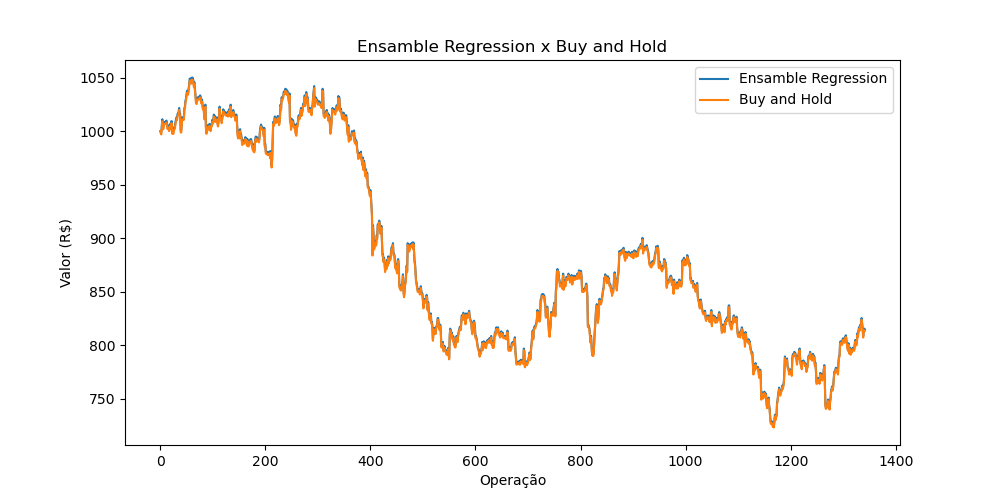 Ensamble Regression x Buy and Hold
Ensamble Regression
Buy and Hold
Valor (R$)
1050
1000
950
900
850
800
750
0 200 400 600 800 1000 1200 1400
Operação